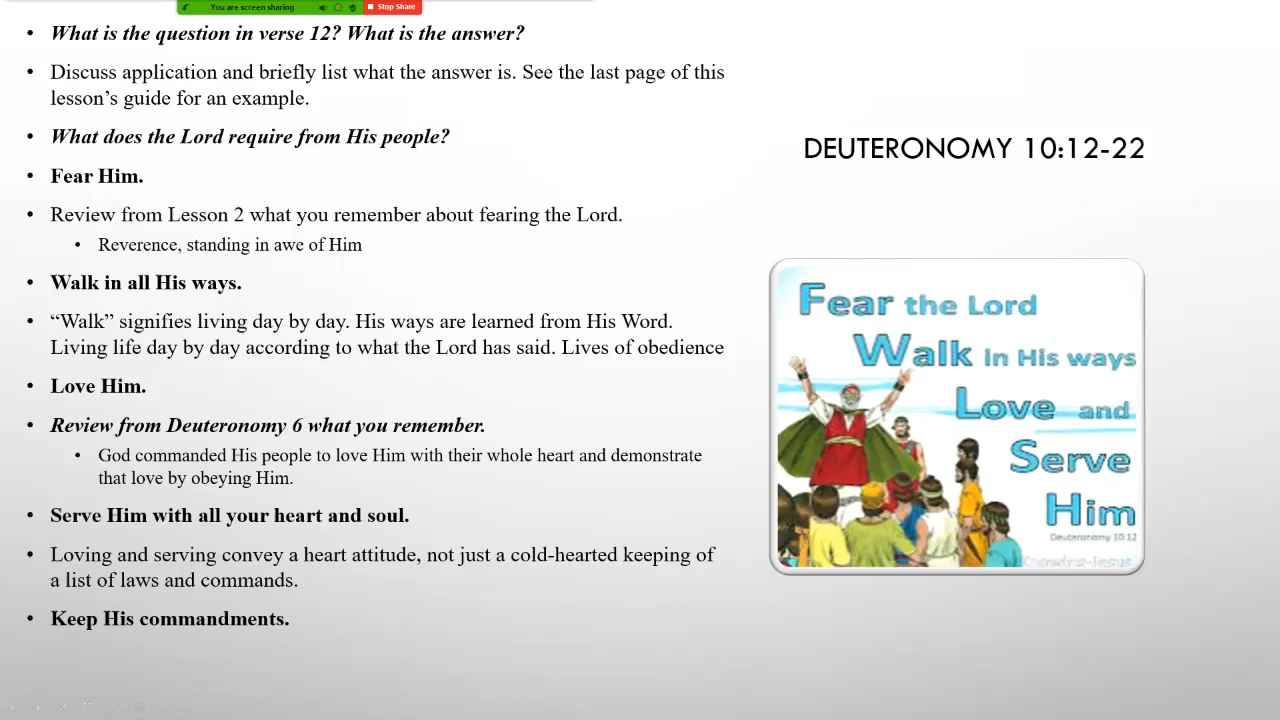 You are screen sharing
Stop Share
• What is the question in verse 12? What is the answer?
• Discuss application and briefly list what the answer is. See the last page of this
lesson’s guide for an example.
• What does the Lord require from His people?
• Fear Him.
• Review from Lesson 2 what you remember about fearing the Lord.
• Reverence, standing in awe of Him
• Walk in all His ways.
• “Walk” signifies living day by day. His ways are learned from His Word.
Living life day by day according to what the Lord has said. Lives of obedience
• Love Him.
• Review from Deuteronomy 6 what you remember.
• God commanded His people to love Him with their whole heart and demonstrate
that love by obeying Him.
• Serve Him with all your heart and soul.
• Loving and serving convey a heart attitude, not just a cold-hearted keeping of
a list of laws and commands.
• Keep His commandments.
DEUTERONOMY 10:12-22
Fear the Lord
Walk In His ways
Love and
Serve
Him
Deuteronomy 10:12
Knowing-Jesus